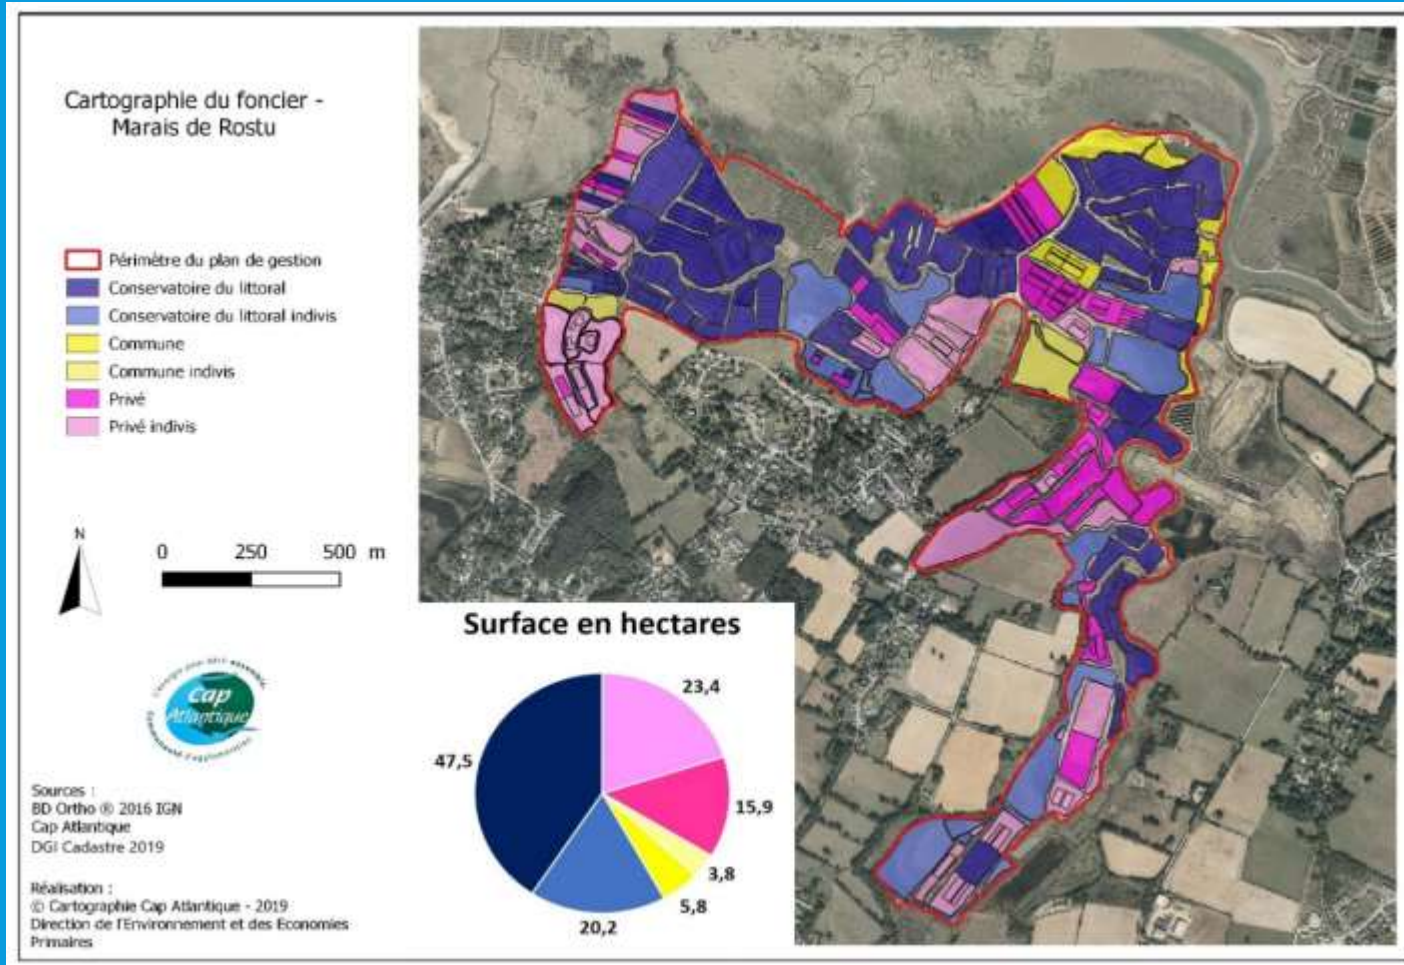 Cartographie du foncier -
Marais de Rostu
Périmètre du plan de gestion
Conservatoire du littoral
Conservatoire du littoral indivis
Commune
Commune indivis
Privé
Privé indivis
N
0 250 500 m
Cap
Atlantique
Sources :
BD Ortho ® 2016 IGN
Cap Atlantique
DGI Cadastre 2019
Réalisation :
© Cartographie Cap Atlantique - 2019
Direction de l'Environnement et des Economies
Primaires
Surface en hectares
23,4
47,5
15,9
3,8
5,8
20,2